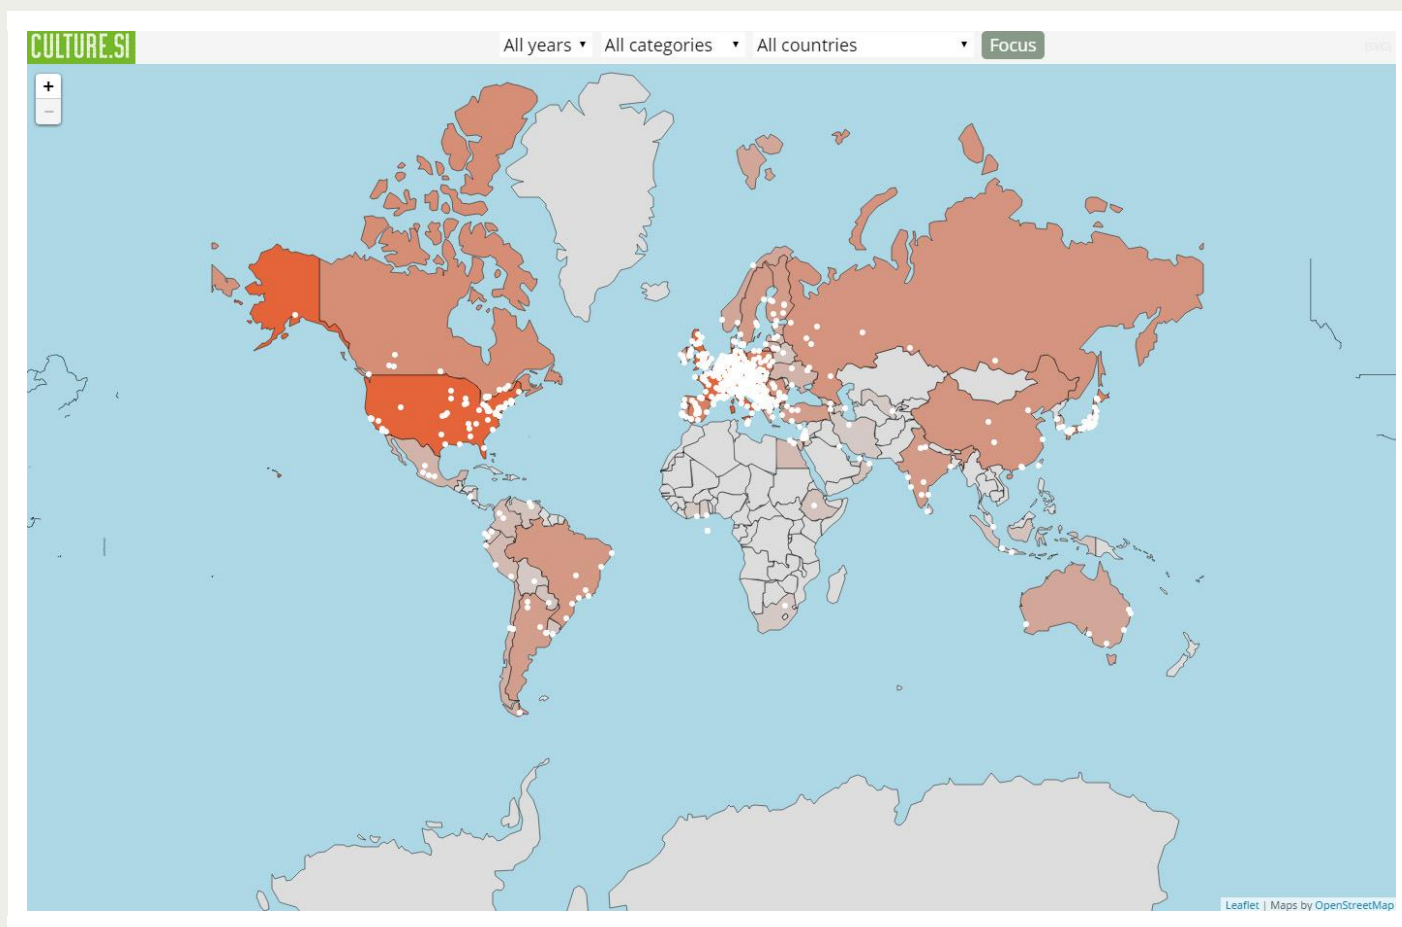 CULTURE.SI
All years All categories All countries Focus
+
−
Leaflet | Maps by OpenStreetMap